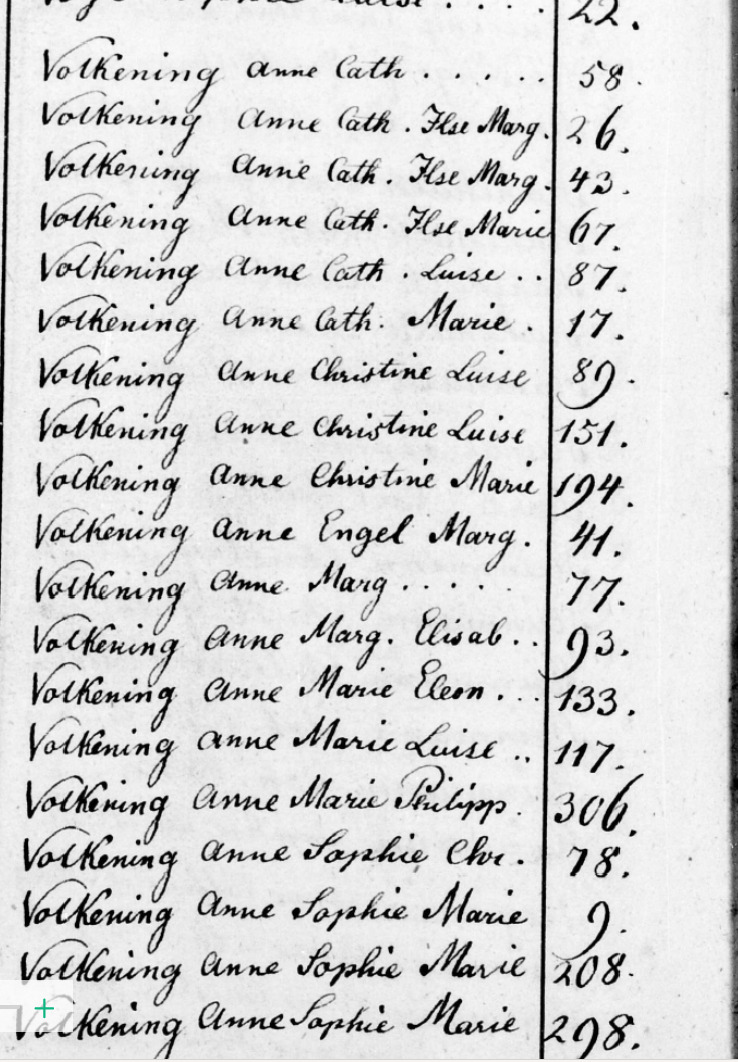 Luise . . . . 22.
Volkening Anne Cath . . . . . 58.
Volkening Anne Cath. Ilse Marg. 26.
Volkening Anne Cath. Ilse Marg. 43.
Volkening Anne Cath. Ilse Marie 67.
Volkening Anne Cath. Luise . . 87.
Volkening Anne Cath. Marie . 17.
Volkening Anne Christine Luise 89.
Volkening Anne Christine Luise 151.
Volkening Anne Christine Marie 194.
Volkening Anne Engel Marg. 41.
Volkening Anne Marg . . . . . 77.
Volkening Anne Marg. Elisab . . 93.
Volkening Anne Marie Eleon . . . 133.
Volkening Anne Marie Luise . . 117.
Volkening Anne Marie Philipp. 306.
Volkening Anne Sophie Chr . 78.
Volkening Anne Sophie Marie 9.
Volkening Anne Sophie Marie 208.
Volkening Anne Sophie Marie 298.